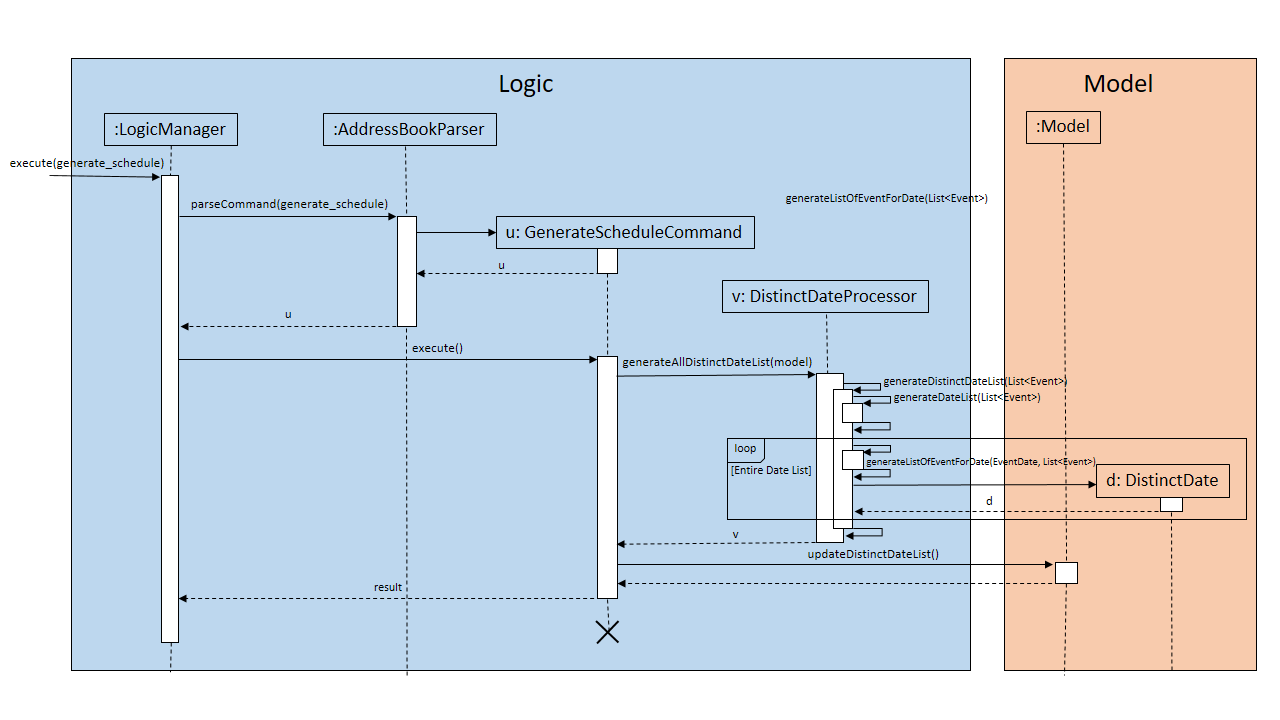 Logic
Model
:LogicManager
:AddressBookParser
:Model
execute(generate_schedule)
parseCommand(generate_schedule)
generateListOfEventForDate(List<Event>)
u: GenerateScheduleCommand
u
v: DistinctDateProcessor
u
execute()
generateAllDistinctDateList(model)
generateDistinctDateList(List<Event>)
generateDateList(List<Event>)
loop
generateListOfEventForDate(EventDate, List<Event>)
[Entire Date List]
d: DistinctDate
d
v
updateDistinctDateList()
result